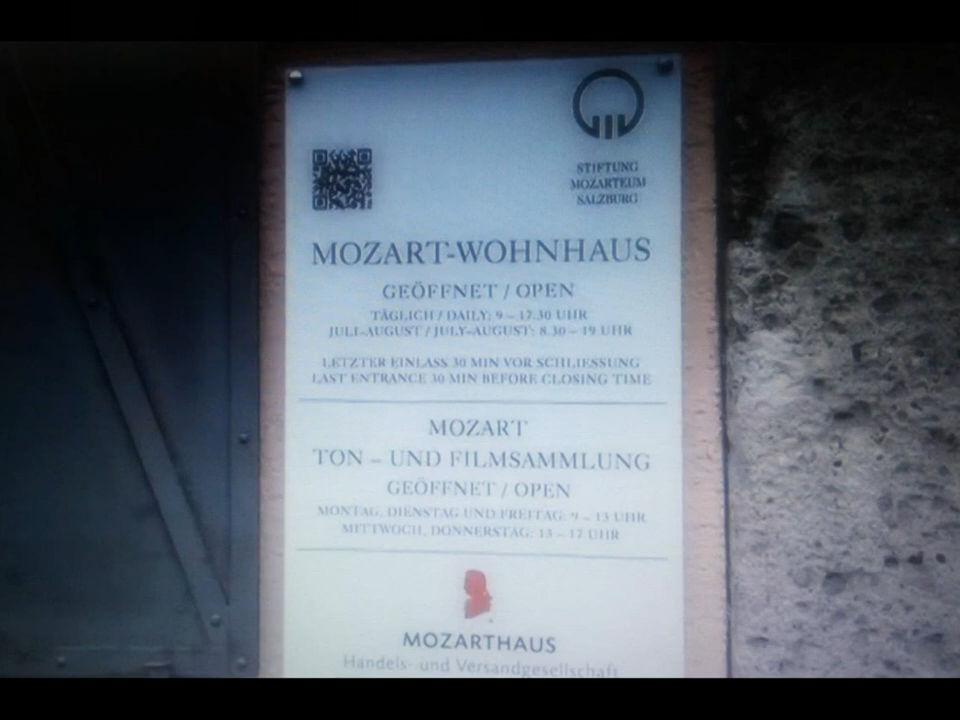 STIFTUNG
MOZARTEUM
SALZBURG
MOZART-WOHNHAUS
GEÖFFNET / OPEN
TÄGLICH / DAILY: 9 – 17.30 UHR
JULI-AUGUST / JULY-AUGUST: 8.30 – 19 UHR
LETZTER EINLASS 30 MIN VOR SCHLIESSUNG
LAST ENTRANCE 30 MIN BEFORE CLOSING TIME
MOZART
TON – UND FILMSAMMLUNG
GEÖFFNET / OPEN
MONTAG, DIENSTAG UND FREITAG: 9 – 13 UHR
MITTWOCH, DONNERSTAG: 13 – 17 UHR
MOZARTHAUS
Handels- und Versandgesellschaft